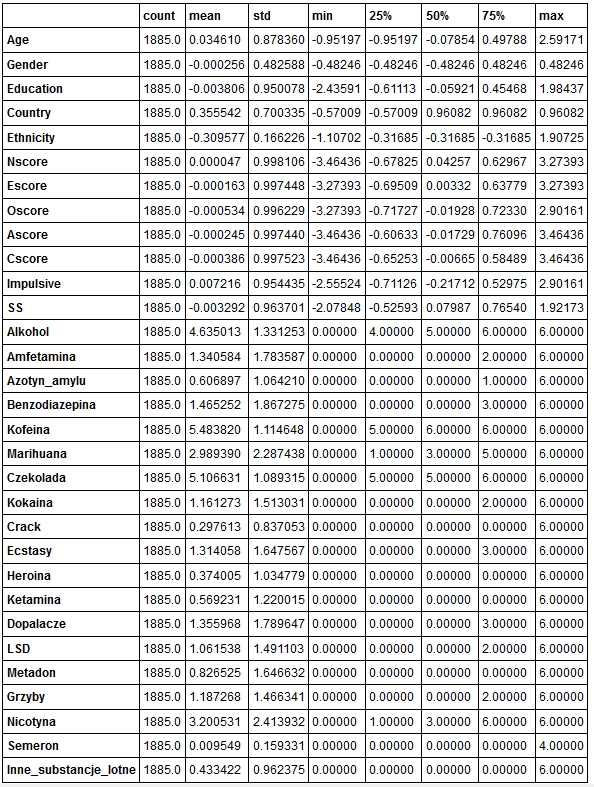 count mean std min 25% 50% 75% max
Age 1885.0 0.034610 0.878360 -0.95197 -0.95197 -0.07854 0.49788 2.59171
Gender 1885.0 -0.000256 0.482588 -0.48246 -0.48246 -0.48246 0.48246 0.48246
Education 1885.0 -0.003806 0.950078 -2.43591 -0.61113 -0.05921 0.45468 1.98437
Country 1885.0 0.355542 0.700335 -0.57009 -0.57009 0.96082 0.96082 0.96082
Ethnicity 1885.0 -0.309577 0.166226 -1.10702 -0.31685 -0.31685 -0.31685 1.90725
Nscore 1885.0 0.000047 0.998106 -3.46436 -0.67825 0.04257 0.62967 3.27393
Escore 1885.0 -0.000163 0.997448 -3.27393 -0.69509 0.00332 0.63779 3.27393
Oscore 1885.0 -0.000534 0.996229 -3.27393 -0.71727 -0.01928 0.72330 2.90161
Ascore 1885.0 -0.000245 0.997440 -3.46436 -0.60633 -0.01729 0.76096 3.46436
Cscore 1885.0 -0.000386 0.997523 -3.46436 -0.65253 -0.00665 0.58489 3.46436
Impulsive 1885.0 0.007216 0.954435 -2.55524 -0.71126 -0.21712 0.52975 2.90161
SS 1885.0 -0.003292 0.963701 -2.07848 -0.52593 0.07987 0.76540 1.92173
Alkohol 1885.0 4.635013 1.331253 0.00000 4.00000 5.00000 6.00000 6.00000
Amfetamina 1885.0 1.340584 1.783587 0.00000 0.00000 0.00000 2.00000 6.00000
Azotyn_amylu 1885.0 0.606897 1.064210 0.00000 0.00000 0.00000 1.00000 6.00000
Benzodiazepina 1885.0 1.465252 1.867275 0.00000 0.00000 0.00000 3.00000 6.00000
Kofeina 1885.0 5.483820 1.114648 0.00000 5.00000 6.00000 6.00000 6.00000
Marihuana 1885.0 2.989390 2.287438 0.00000 1.00000 3.00000 5.00000 6.00000
Czekolada 1885.0 5.106631 1.089315 0.00000 5.00000 5.00000 6.00000 6.00000
Kokaina 1885.0 1.161273 1.513031 0.00000 0.00000 0.00000 2.00000 6.00000
Crack 1885.0 0.297613 0.837053 0.00000 0.00000 0.00000 0.00000 6.00000
Ecstasy 1885.0 1.314058 1.647567 0.00000 0.00000 0.00000 3.00000 6.00000
Heroina 1885.0 0.374005 1.034779 0.00000 0.00000 0.00000 0.00000 6.00000
Ketamina 1885.0 0.569231 1.220015 0.00000 0.00000 0.00000 0.00000 6.00000
Dopalacze 1885.0 1.355968 1.789647 0.00000 0.00000 0.00000 3.00000 6.00000
LSD 1885.0 1.061538 1.491103 0.00000 0.00000 0.00000 2.00000 6.00000
Metadon 1885.0 0.826525 1.646632 0.00000 0.00000 0.00000 0.00000 6.00000
Grzyby 1885.0 1.187268 1.466341 0.00000 0.00000 0.00000 2.00000 6.00000
Nicotyna 1885.0 3.200531 2.413932 0.00000 1.00000 3.00000 6.00000 6.00000
Semeron 1885.0 0.009549 0.159331 0.00000 0.00000 0.00000 0.00000 4.00000
Inne_substancje_lotne 1885.0 0.433422 0.962375 0.00000 0.00000 0.00000 0.00000 6.00000